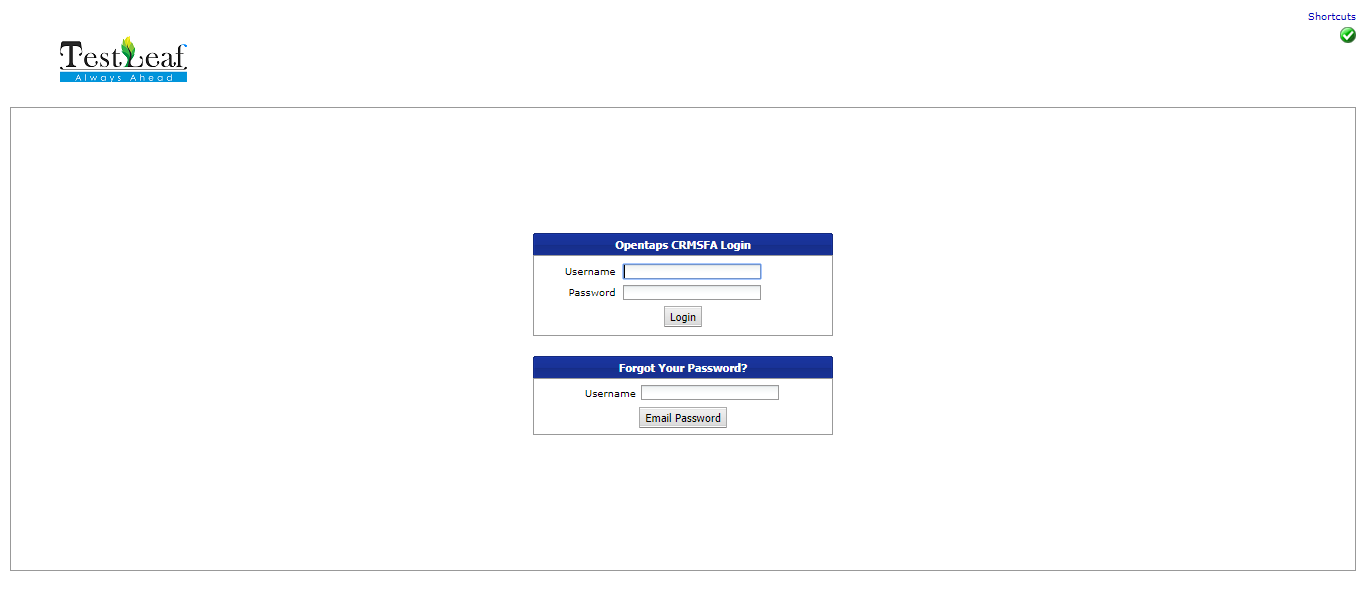 Shortcuts
TestLeaf
Always Ahead
Opentaps CRMSFA Login
Username
Password
Login
Forgot Your Password?
Username
Email Password